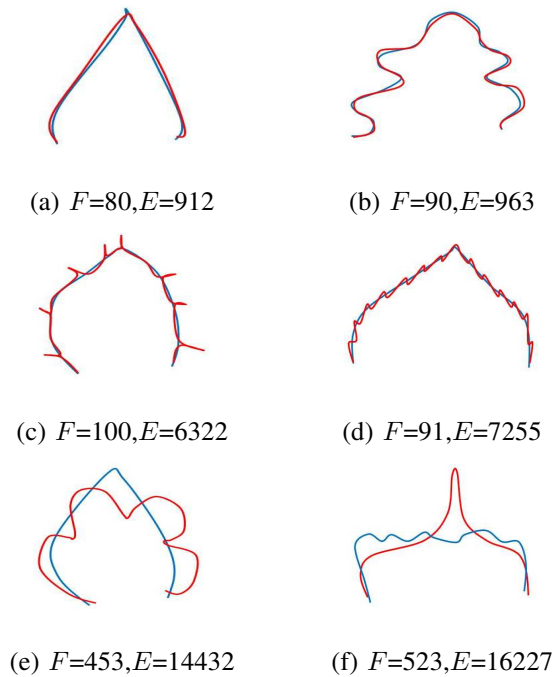 (a) F=80,E=912
(b) F=90,E=963
(c) F=100,E=6322
(d) F=91,E=7255
(e) F=453,E=14432
(f) F=523,E=16227